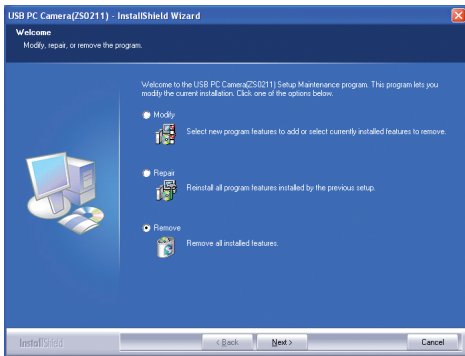 USB PC Camera(ZS0211) - InstallShield Wizard
Welcome
Modify, repair, or remove the program.
Welcome to the USB PC Camera(ZS0211) Setup Maintenance program. This program lets you
modify the current installation. Click one of the options below.
Modify
Select new program features to add or select currently installed features to remove.
Repair
Reinstall all program features installed by the previous setup.
Remove
Remove all installed features.
InstallShield
< Back
Next >
Cancel